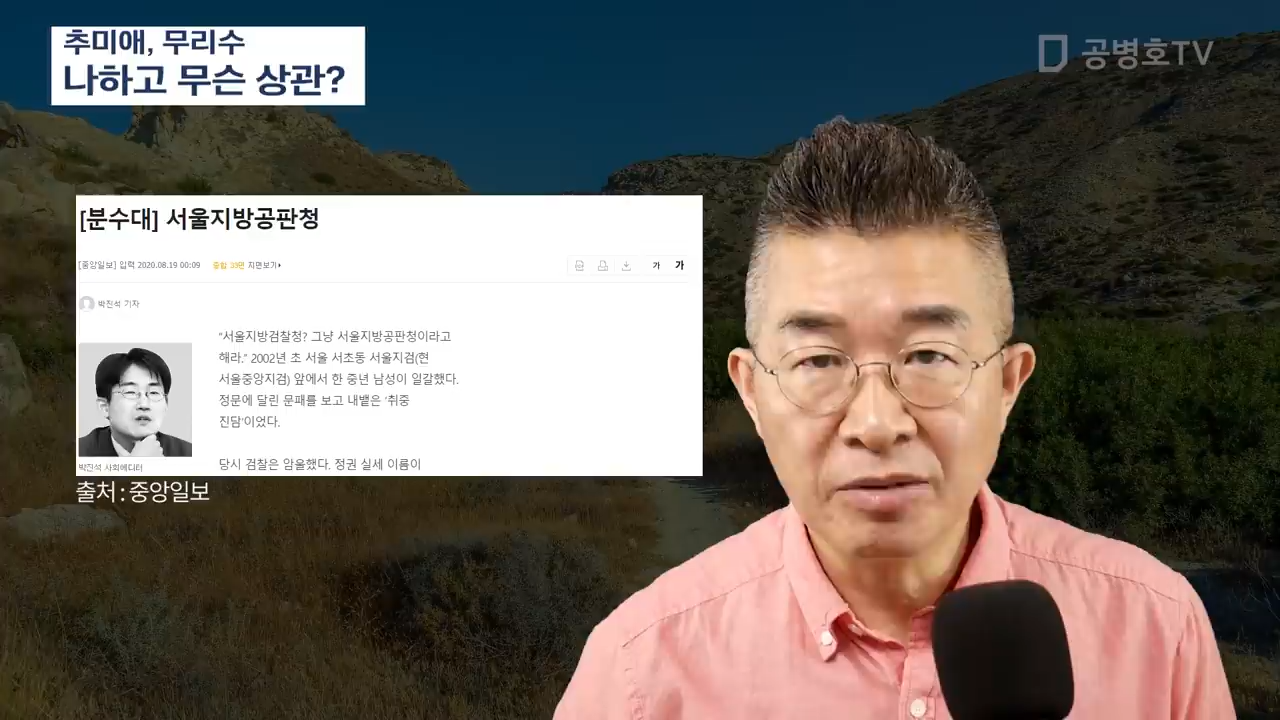 추미애, 무리수
나하고 무슨 상관?
공병호TV
[분수대] 서울지방공판청
[중앙일보] 입력 2020.08.19 00:09 종합 33면 지면보기
가 가
박진석 기자
"서울지방검찰청? 그냥 서울지방공판청이라고
해라." 2002년 초 서울 서초동 서울지검(현
서울중앙지검) 앞에서 한 중년 남성이 일갈했다.
정문에 달린 문패를 보고 내뱉은 '취중
진담'이었다.
당시 검찰은 암울했다. 정권 실세 이름이
박진석 사회에디터
출처 : 중앙일보